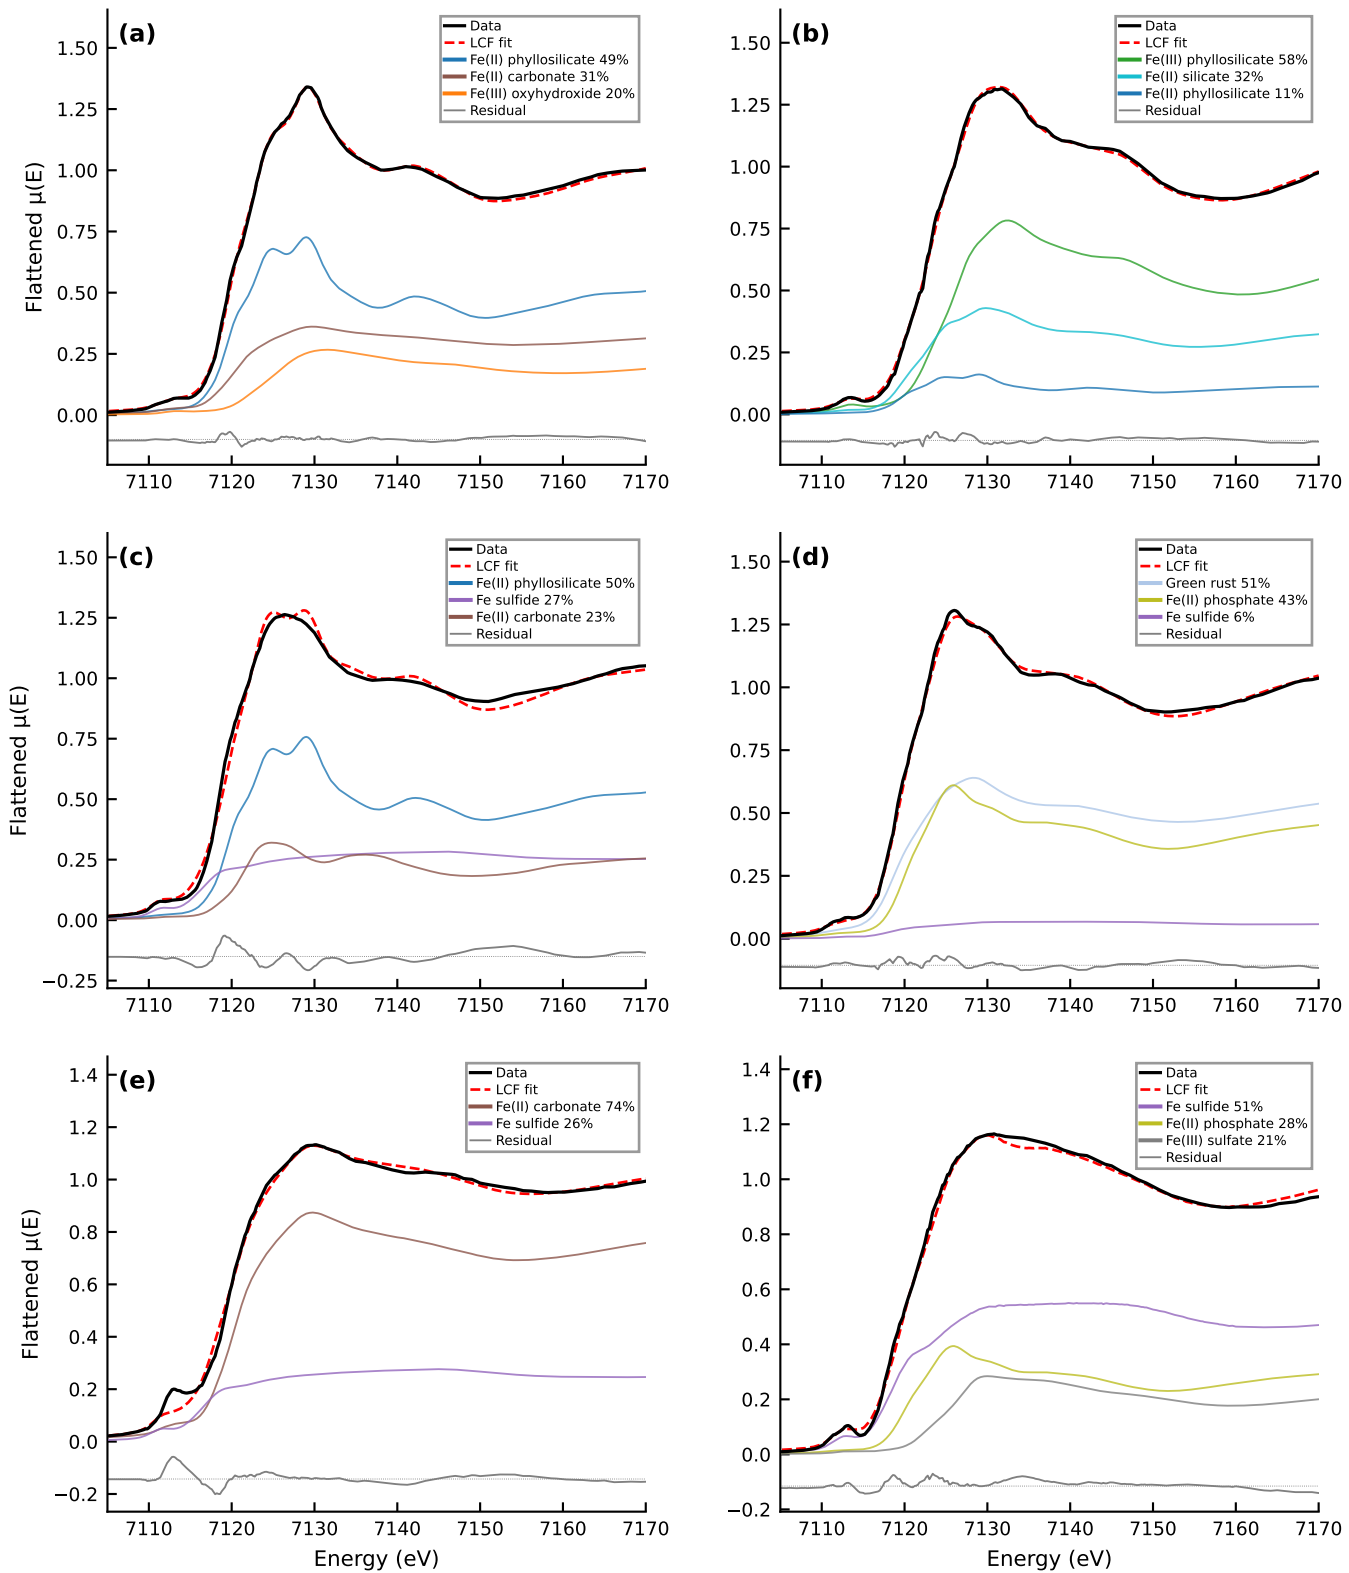 (a)
Data
LCF fit
Fe(II) phyllosilicate 49%
Fe(II) carbonate 31%
Fe(III) oxyhydroxide 20%
Residual
Flattened μ(E)
1.50
1.25
1.00
0.75
0.50
0.25
0.00
7110 7120 7130 7140 7150 7160 7170
(b)
Data
LCF fit
Fe(III) phyllosilicate 58%
Fe(II) silicate 32%
Fe(II) phyllosilicate 11%
Residual
1.50
1.25
1.00
0.75
0.50
0.25
0.00
7110 7120 7130 7140 7150 7160 7170
(c)
Data
LCF fit
Fe(II) phyllosilicate 50%
Fe sulfide 27%
Fe(II) carbonate 23%
Residual
Flattened μ(E)
1.50
1.25
1.00
0.75
0.50
0.25
0.00
−0.25
7110 7120 7130 7140 7150 7160 7170
(d)
Data
LCF fit
Green rust 51%
Fe(II) phosphate 43%
Fe sulfide 6%
Residual
1.50
1.25
1.00
0.75
0.50
0.25
0.00
7110 7120 7130 7140 7150 7160 7170
(e)
Data
LCF fit
Fe(II) carbonate 74%
Fe sulfide 26%
Residual
Flattened μ(E)
1.4
1.2
1.0
0.8
0.6
0.4
0.2
0.0
−0.2
7110 7120 7130 7140 7150 7160 7170
Energy (eV)
(f)
Data
LCF fit
Fe sulfide 51%
Fe(II) phosphate 28%
Fe(III) sulfate 21%
Residual
1.4
1.2
1.0
0.8
0.6
0.4
0.2
0.0
−0.2
7110 7120 7130 7140 7150 7160 7170
Energy (eV)